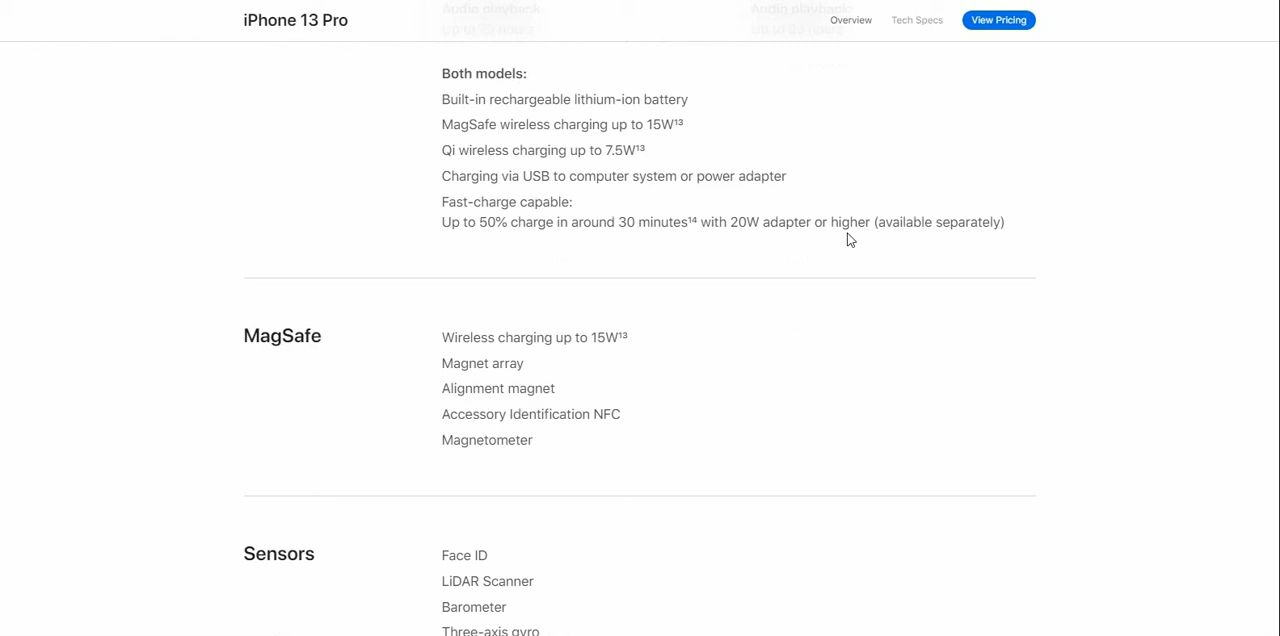 iPhone 13 Pro
Overview
Tech Specs
View Pricing
Audio playback
Audio playback
Both models:
Built-in rechargeable lithium-ion battery
MagSafe wireless charging up to 15W¹³
Qi wireless charging up to 7.5W¹³
Charging via USB to computer system or power adapter
Fast-charge capable:
Up to 50% charge in around 30 minutes¹⁴ with 20W adapter or higher (available separately)
MagSafe
Wireless charging up to 15W¹³
Magnet array
Alignment magnet
Accessory Identification NFC
Magnetometer
Sensors
Face ID
LiDAR Scanner
Barometer
Three-axis gyro